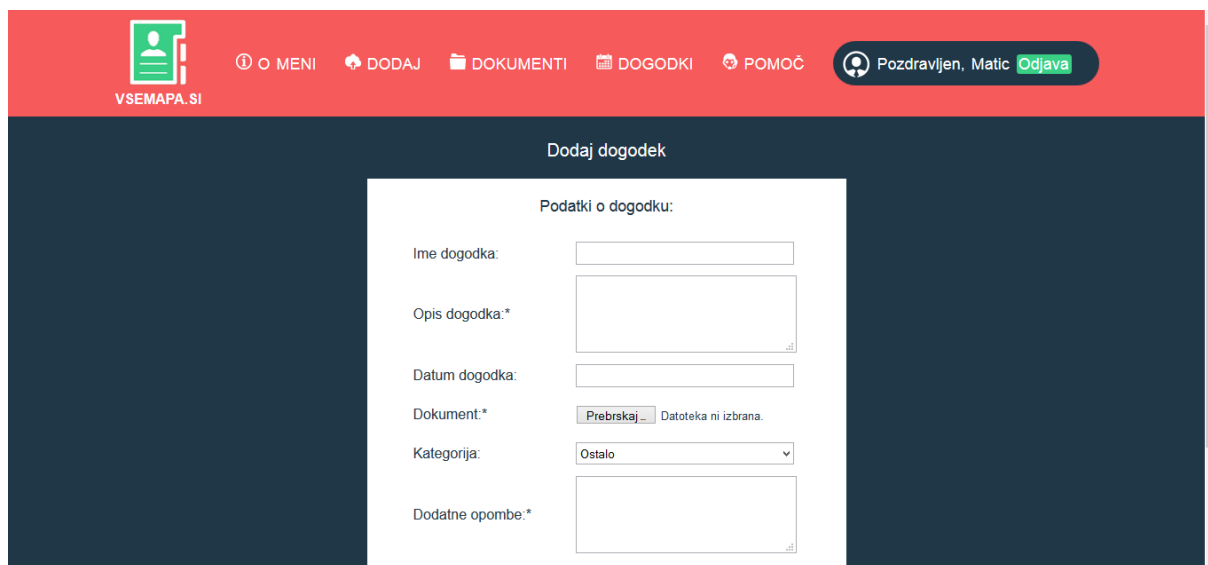 VSEMAPA.SI
O MENI
DODAJ
DOKUMENTI
DOGODKI
POMOČ
Pozdravljen, Matic Odjava
Dodaj dogodek
Podatki o dogodku:
Ime dogodka:
Opis dogodka:*
Datum dogodka:
Dokument:* Prebrskaj... Datoteka ni izbrana.
Kategorija: Ostalo
Dodatne opombe:*